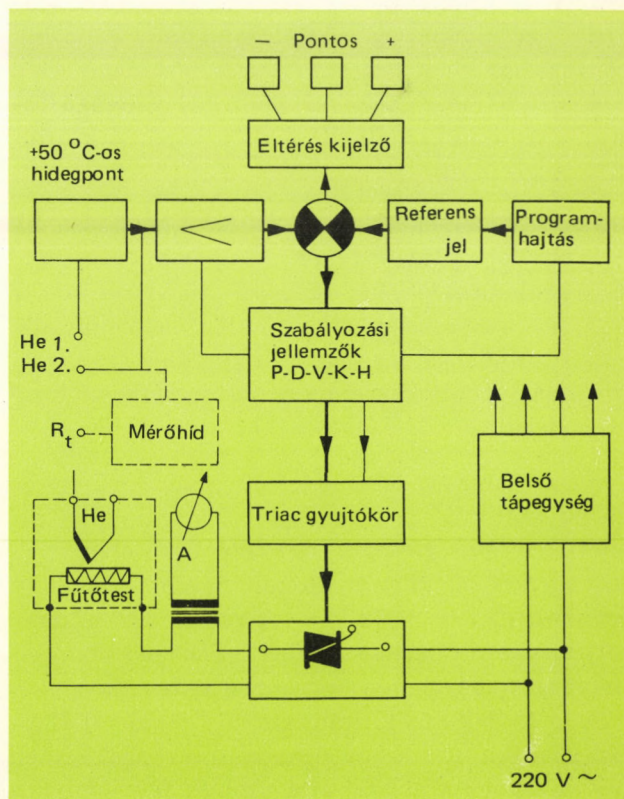 − Pontos +
Eltérés kijelző
+50 °C-os
hidegpont
<
Referens
jel
Program-
hajtás
He 1.
He 2.
Szabályozási
jellemzők
P-D-V-K-H
Rt
Mérőhíd
He
A
Fűtőtest
Triac gyujtókör
Belső
tápegység
220 V ~